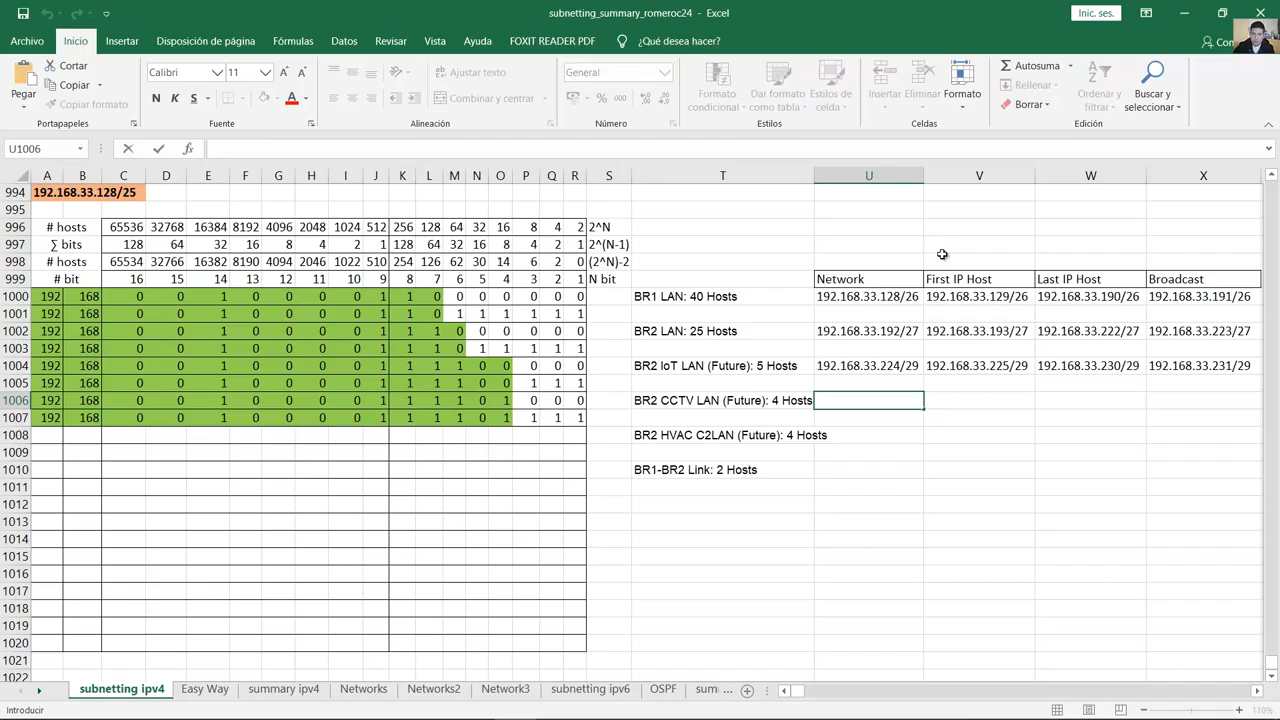 subnetting_summary_romeroc24 - Excel
Inic. ses.
Archivo Inicio Insertar Disposición de página Fórmulas Datos Revisar Vista Ayuda FOXIT READER PDF ¿Qué desea hacer?
Pegar
Cortar
Copiar
Copiar formato
Portapapeles
Calibri 11
N K S
Fuente
Ajustar texto
Combinar y centrar
Alineación
General
% 000
Número
Formato condicional
Dar formato como tabla
Estilos de celda
Estilos
Insertar Eliminar Formato
Celdas
Autosuma
Rellenar
Borrar
Ordenar y filtrar
Buscar y seleccionar
Edición
U1006 fx
A B C D E F G H I J K L M N O P Q R S T U V W X
994 192.168.33.128/25
995
996 # hosts 65536 32768 16384 8192 4096 2048 1024 512 256 128 64 32 16 8 4 2 2^N
997 ∑ bits 128 64 32 16 8 4 2 1 128 64 32 16 8 4 2 1 2^(N-1)
998 # hosts 65534 32766 16382 8190 4094 2046 1022 510 254 126 62 30 14 6 2 0 (2^N)-2
999 # bit 16 15 14 13 12 11 10 9 8 7 6 5 4 3 2 1 N bit Network First IP Host Last IP Host Broadcast
1000 192 168 0 0 1 0 0 0 0 1 1 0 0 0 0 0 0 0 BR1 LAN: 40 Hosts 192.168.33.128/26 192.168.33.129/26 192.168.33.190/26 192.168.33.191/26
1001 192 168 0 0 1 0 0 0 0 1 1 0 1 1 1 1 1 1
1002 192 168 0 0 1 0 0 0 0 1 1 1 0 0 0 0 0 0 BR2 LAN: 25 Hosts 192.168.33.192/27 192.168.33.193/27 192.168.33.222/27 192.168.33.223/27
1003 192 168 0 0 1 0 0 0 0 1 1 1 0 1 1 1 1 1
1004 192 168 0 0 1 0 0 0 0 1 1 1 1 0 0 0 0 0 BR2 IoT LAN (Future): 5 Hosts 192.168.33.224/29 192.168.33.225/29 192.168.33.230/29 192.168.33.231/29
1005 192 168 0 0 1 0 0 0 0 1 1 1 1 0 0 1 1 1
1006 192 168 0 0 1 0 0 0 0 1 1 1 1 0 1 0 0 0 BR2 CCTV LAN (Future): 4 Hosts
1007 192 168 0 0 1 0 0 0 0 1 1 1 1 0 1 1 1 1
1008 BR2 HVAC C2LAN (Future): 4 Hosts
1009
1010 BR1-BR2 Link: 2 Hosts
1011
1012
1013
1014
1015
1016
1017
1018
1019
1020
1021
1022
subnetting ipv4 Easy Way summary ipv4 Networks Networks2 Network3 subnetting ipv6 OSPF sum ...
Introducir 110%